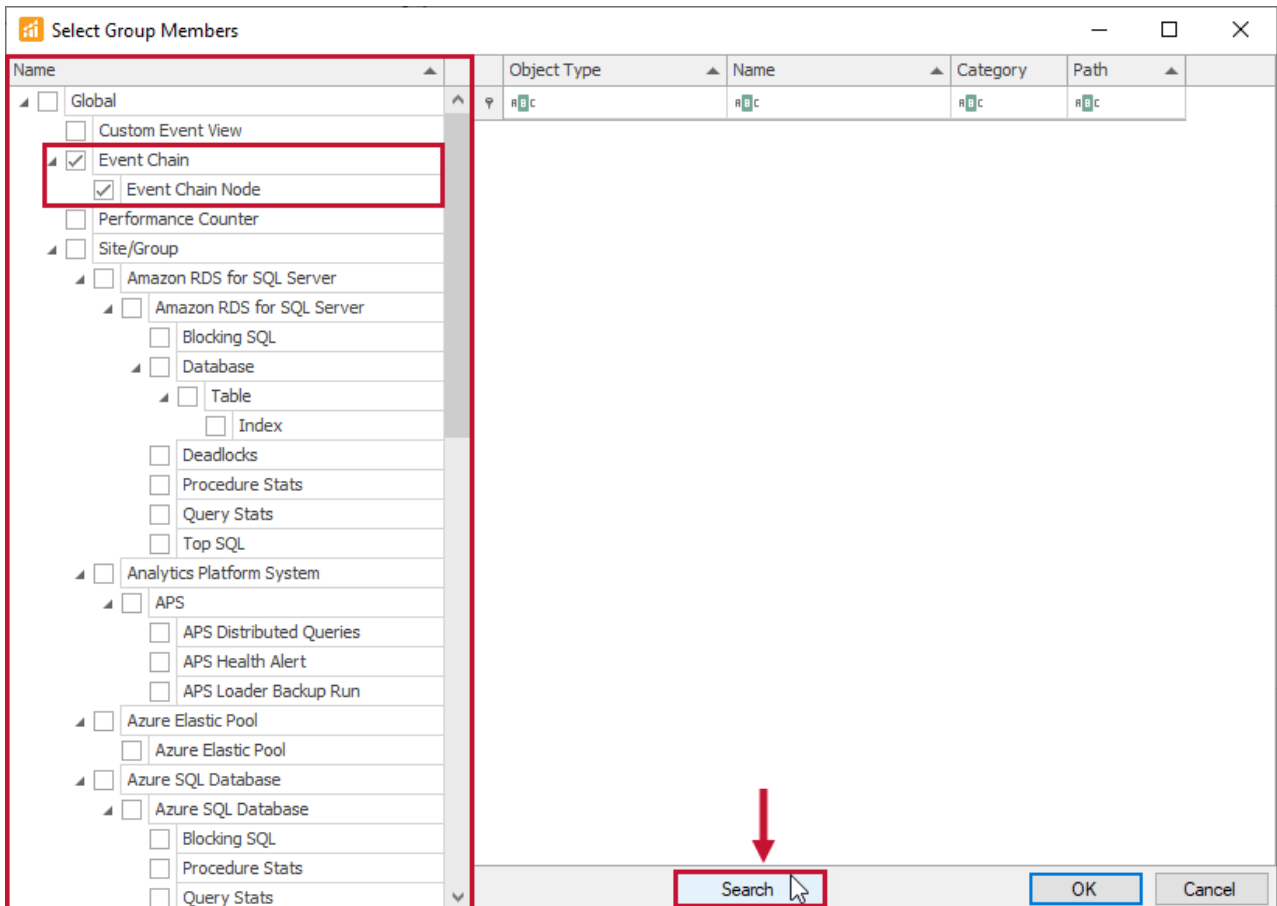 Select Group Members
Name Object Type Name Category Path
Global ABC ABC ABC ABC
Custom Event View
Event Chain
Event Chain Node
Performance Counter
Site/Group
Amazon RDS for SQL Server
Amazon RDS for SQL Server
Blocking SQL
Database
Table
Index
Deadlocks
Procedure Stats
Query Stats
Top SQL
Analytics Platform System
APS
APS Distributed Queries
APS Health Alert
APS Loader Backup Run
Azure Elastic Pool
Azure Elastic Pool
Azure SQL Database
Azure SQL Database
Blocking SQL
Procedure Stats
Query Stats
Search OK Cancel